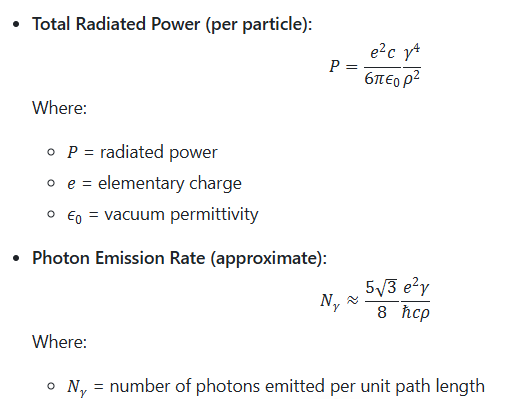 • Total Radiated Power (per particle):
P = \frac{e^2 c}{6\pi\epsilon_0} \frac{\gamma^4}{\rho^2}
Where:
○ P = radiated power
○ e = elementary charge
○ ϵ₀ = vacuum permittivity
• Photon Emission Rate (approximate):
N_\gamma ≈ \frac{5\sqrt{3}}{8} \frac{e^2 \gamma}{\hbar c \rho}
Where:
○ N_\gamma = number of photons emitted per unit path length